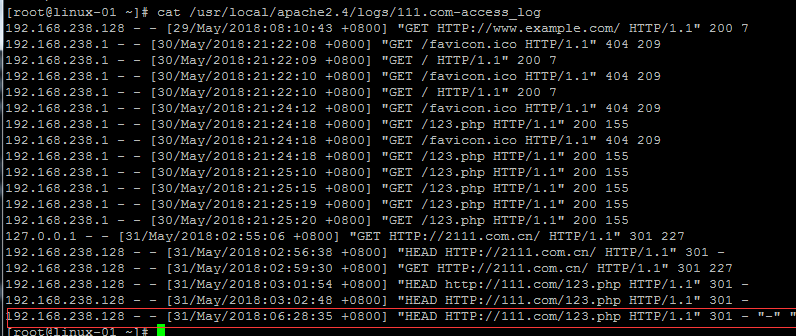 [root@linux-01 ~]# cat /usr/local/apache2.4/logs/111.com-access_log
192.168.238.128 - - [29/May/2018:08:10:43 +0800] "GET HTTP://www.example.com/ HTTP/1.1" 200 7
192.168.238.1 - - [30/May/2018:21:22:08 +0800] "GET /favicon.ico HTTP/1.1" 404 209
192.168.238.1 - - [30/May/2018:21:22:09 +0800] "GET / HTTP/1.1" 200 7
192.168.238.1 - - [30/May/2018:21:22:10 +0800] "GET /favicon.ico HTTP/1.1" 404 209
192.168.238.1 - - [30/May/2018:21:22:10 +0800] "GET / HTTP/1.1" 200 7
192.168.238.1 - - [30/May/2018:21:24:12 +0800] "GET /favicon.ico HTTP/1.1" 404 209
192.168.238.1 - - [30/May/2018:21:24:18 +0800] "GET /123.php HTTP/1.1" 200 155
192.168.238.1 - - [30/May/2018:21:24:18 +0800] "GET /favicon.ico HTTP/1.1" 404 209
192.168.238.1 - - [30/May/2018:21:24:18 +0800] "GET /123.php HTTP/1.1" 200 155
192.168.238.1 - - [30/May/2018:21:25:10 +0800] "GET /123.php HTTP/1.1" 200 155
192.168.238.1 - - [30/May/2018:21:25:15 +0800] "GET /123.php HTTP/1.1" 200 155
192.168.238.1 - - [30/May/2018:21:25:19 +0800] "GET /123.php HTTP/1.1" 200 155
192.168.238.1 - - [30/May/2018:21:25:20 +0800] "GET /123.php HTTP/1.1" 200 155
127.0.0.1 - - [31/May/2018:02:55:06 +0800] "GET HTTP://2111.com.cn/ HTTP/1.1" 301 227
192.168.238.128 - - [31/May/2018:02:56:38 +0800] "HEAD HTTP://2111.com.cn/ HTTP/1.1" 301 -
192.168.238.128 - - [31/May/2018:02:59:30 +0800] "GET HTTP://2111.com.cn/ HTTP/1.1" 301 227
192.168.238.128 - - [31/May/2018:03:01:54 +0800] "HEAD http://111.com/123.php HTTP/1.1" 301 -
192.168.238.128 - - [31/May/2018:03:02:48 +0800] "HEAD HTTP://111.com/123.php HTTP/1.1" 301 -
192.168.238.128 - - [31/May/2018:06:28:35 +0800] "HEAD HTTP://111.com/123.php HTTP/1.1" 301 - "-" "
[root@linux-01 ~]#